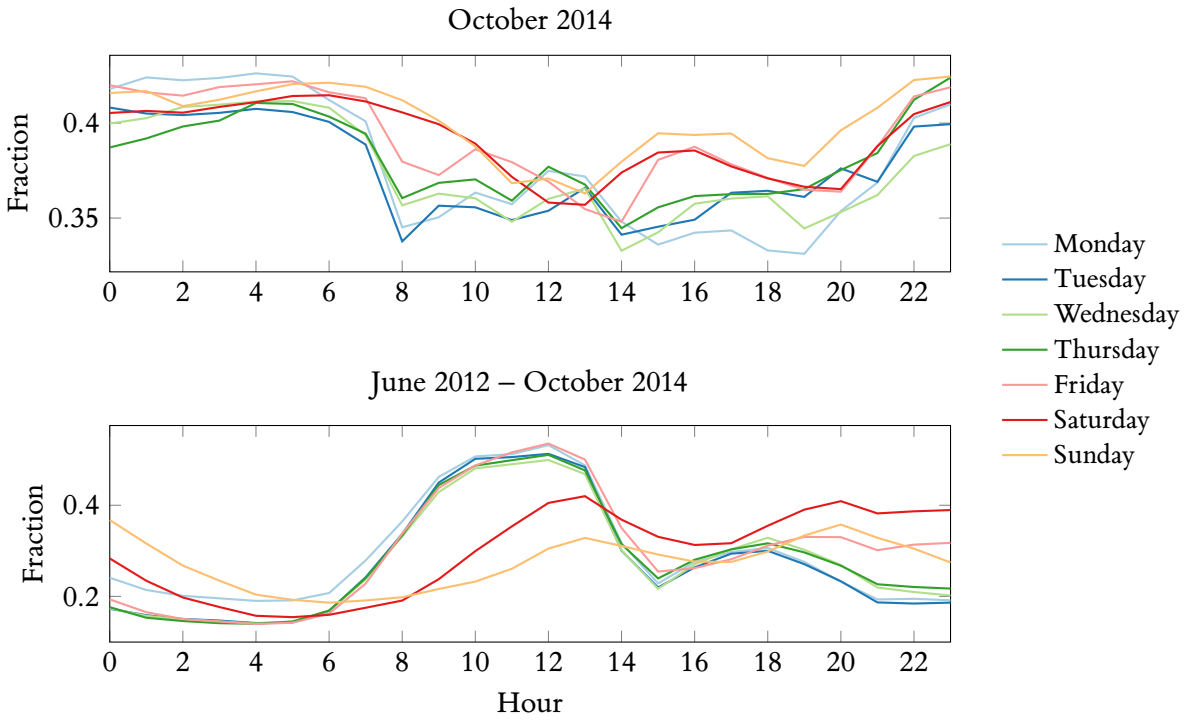 October 2014
Fraction
0.4
0.35
0 2 4 6 8 10 12 14 16 18 20 22
Monday
Tuesday
Wednesday
Thursday
Friday
Saturday
Sunday
June 2012 – October 2014
Fraction
0.4
0.2
0 2 4 6 8 10 12 14 16 18 20 22
Hour